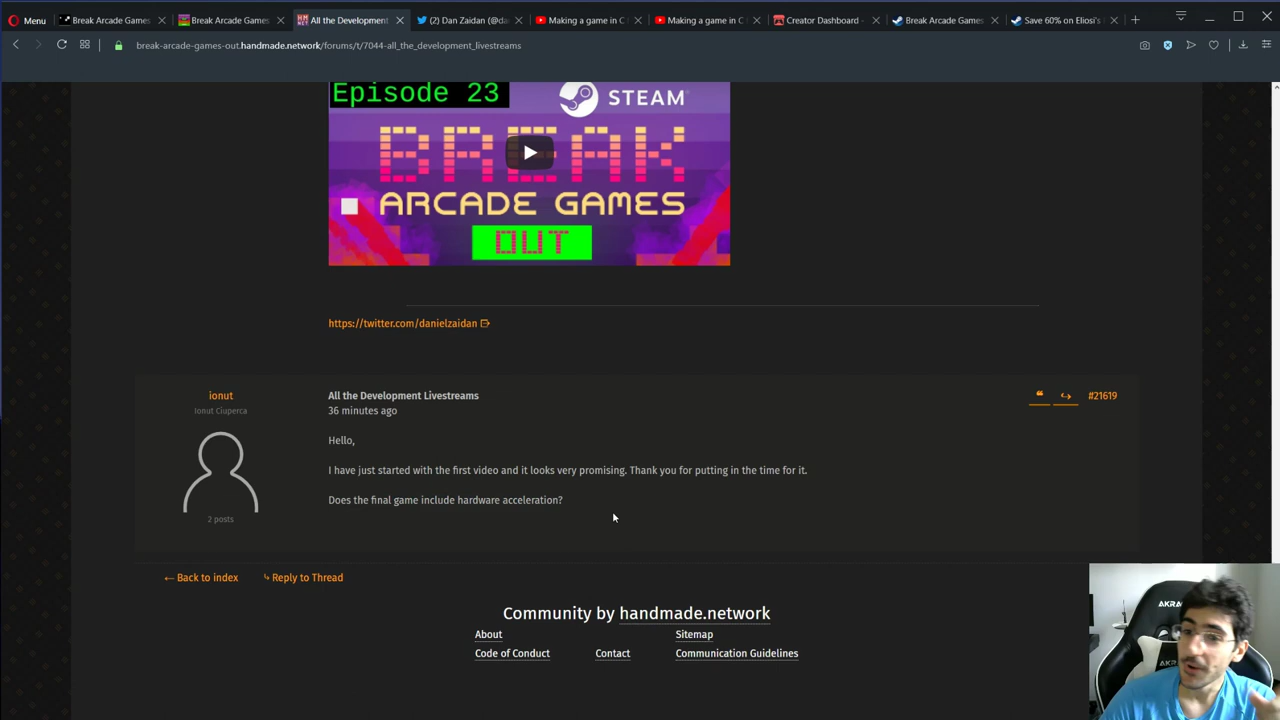 Menu
Break Arcade Games
Break Arcade Games
All the Development
(2) Dan Zaidan (@da
Making a game in C
Making a game in C
Creator Dashboard -
Break Arcade Games
Save 60% on Eliosi's
break-arcade-games-out.handmade.network/forums/t/7044-all_the_development_livestreams
Episode 23
STEAM
BREAK
ARCADE GAMES
OUT
https://twitter.com/danielzaidan
ionut
Ionut Ciuperca
2 posts
All the Development Livestreams
#21619
36 minutes ago
Hello,
I have just started with the first video and it looks very promising. Thank you for putting in the time for it.
Does the final game include hardware acceleration?
← Back to index
Reply to Thread
Community by handmade.network
About
Sitemap
Code of Conduct
Contact
Communication Guidelines
AKRA